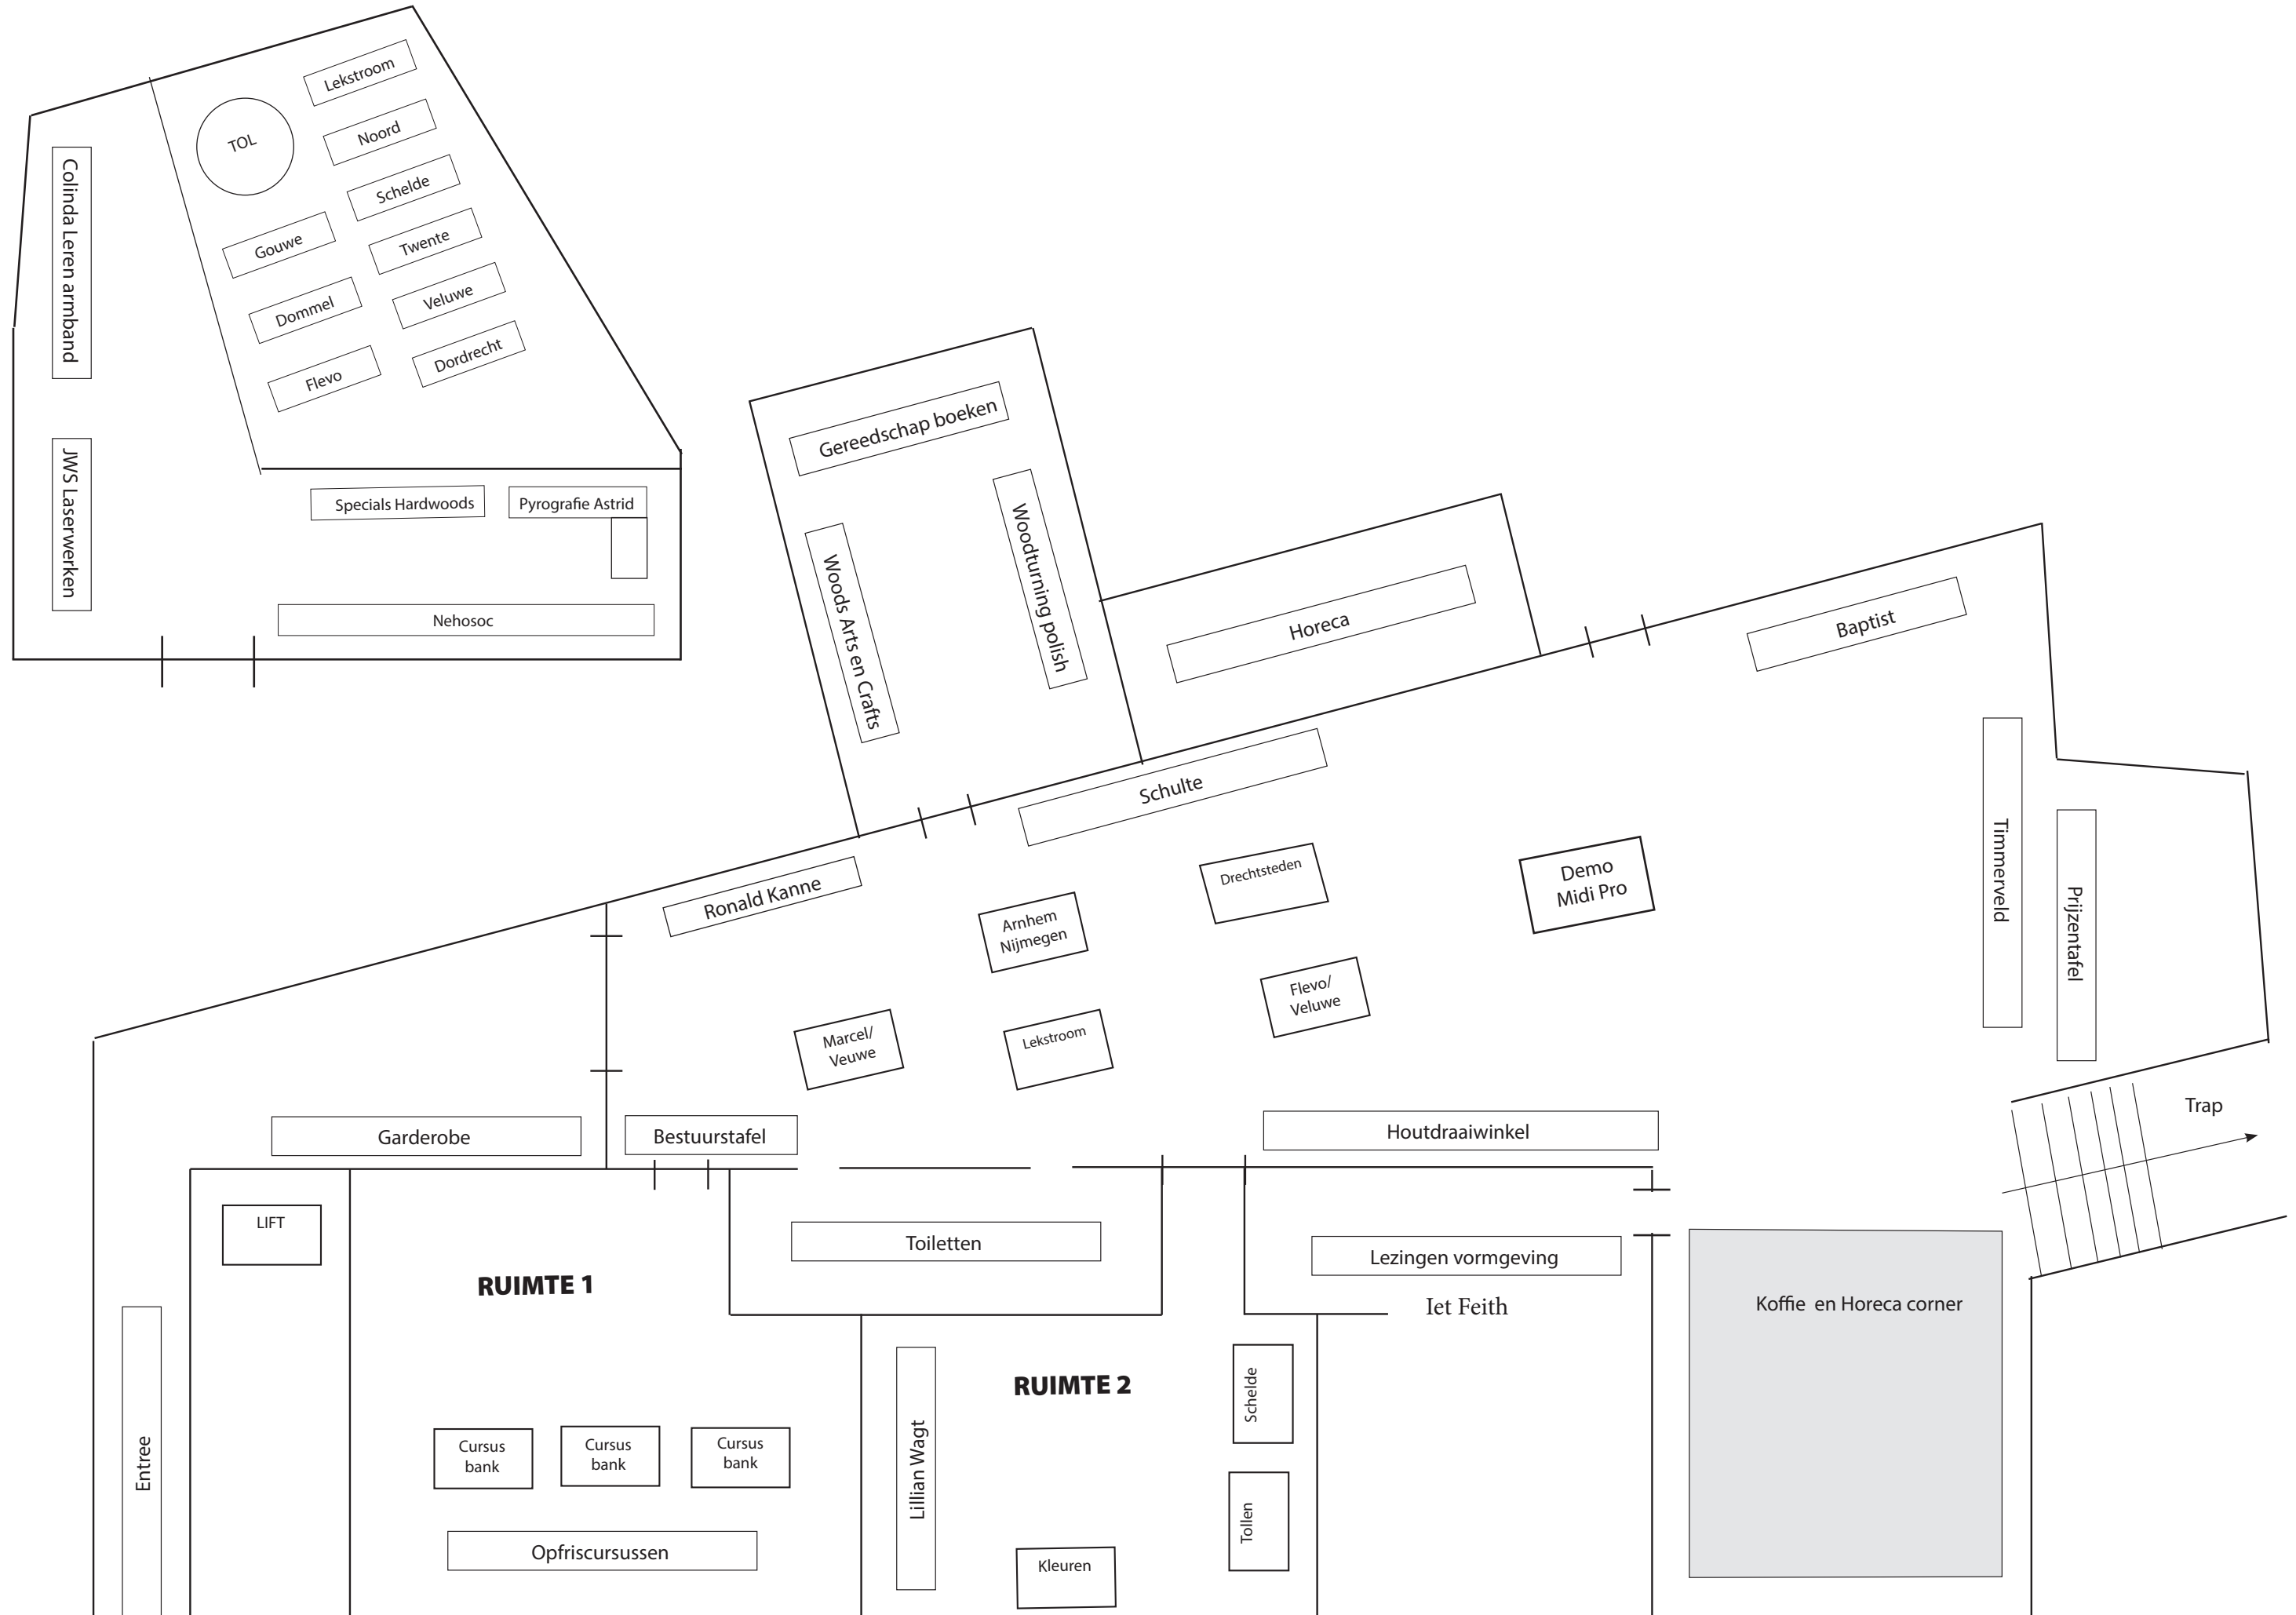 Lekstroom
Noord
TOL
Schelde
Gouwe
Twente
Veluwe
Dommel
Dordrecht
Flevo
Colinda Leren armband
JWS Laserwerken
Specials Hardwoods
Pyrografie Astrid
Nehosoc
Gereedschap boeken
Woodturning polish
Woods Arts en Crafts
Horeca
Baptist
Schulte
Ronald Kanne
Drechtsteden
Demo
Midi Pro
Arnhem
Nijmegen
Flevo/
Veluwe
Marcel/
Veuwe
Lekstroom
Timmerveld
Prijzentafel
Trap
Garderobe
Bestuurstafel
Houtdraaiwinkel
LIFT
Toiletten
Lezingen vormgeving
RUIMTE 1
Iet Feith
Koffie en Horeca corner
RUIMTE 2
Schelde
Entree
Cursus
bank
Cursus
bank
Cursus
bank
Lillian Wagt
Tollen
Opfriscursussen
Kleuren